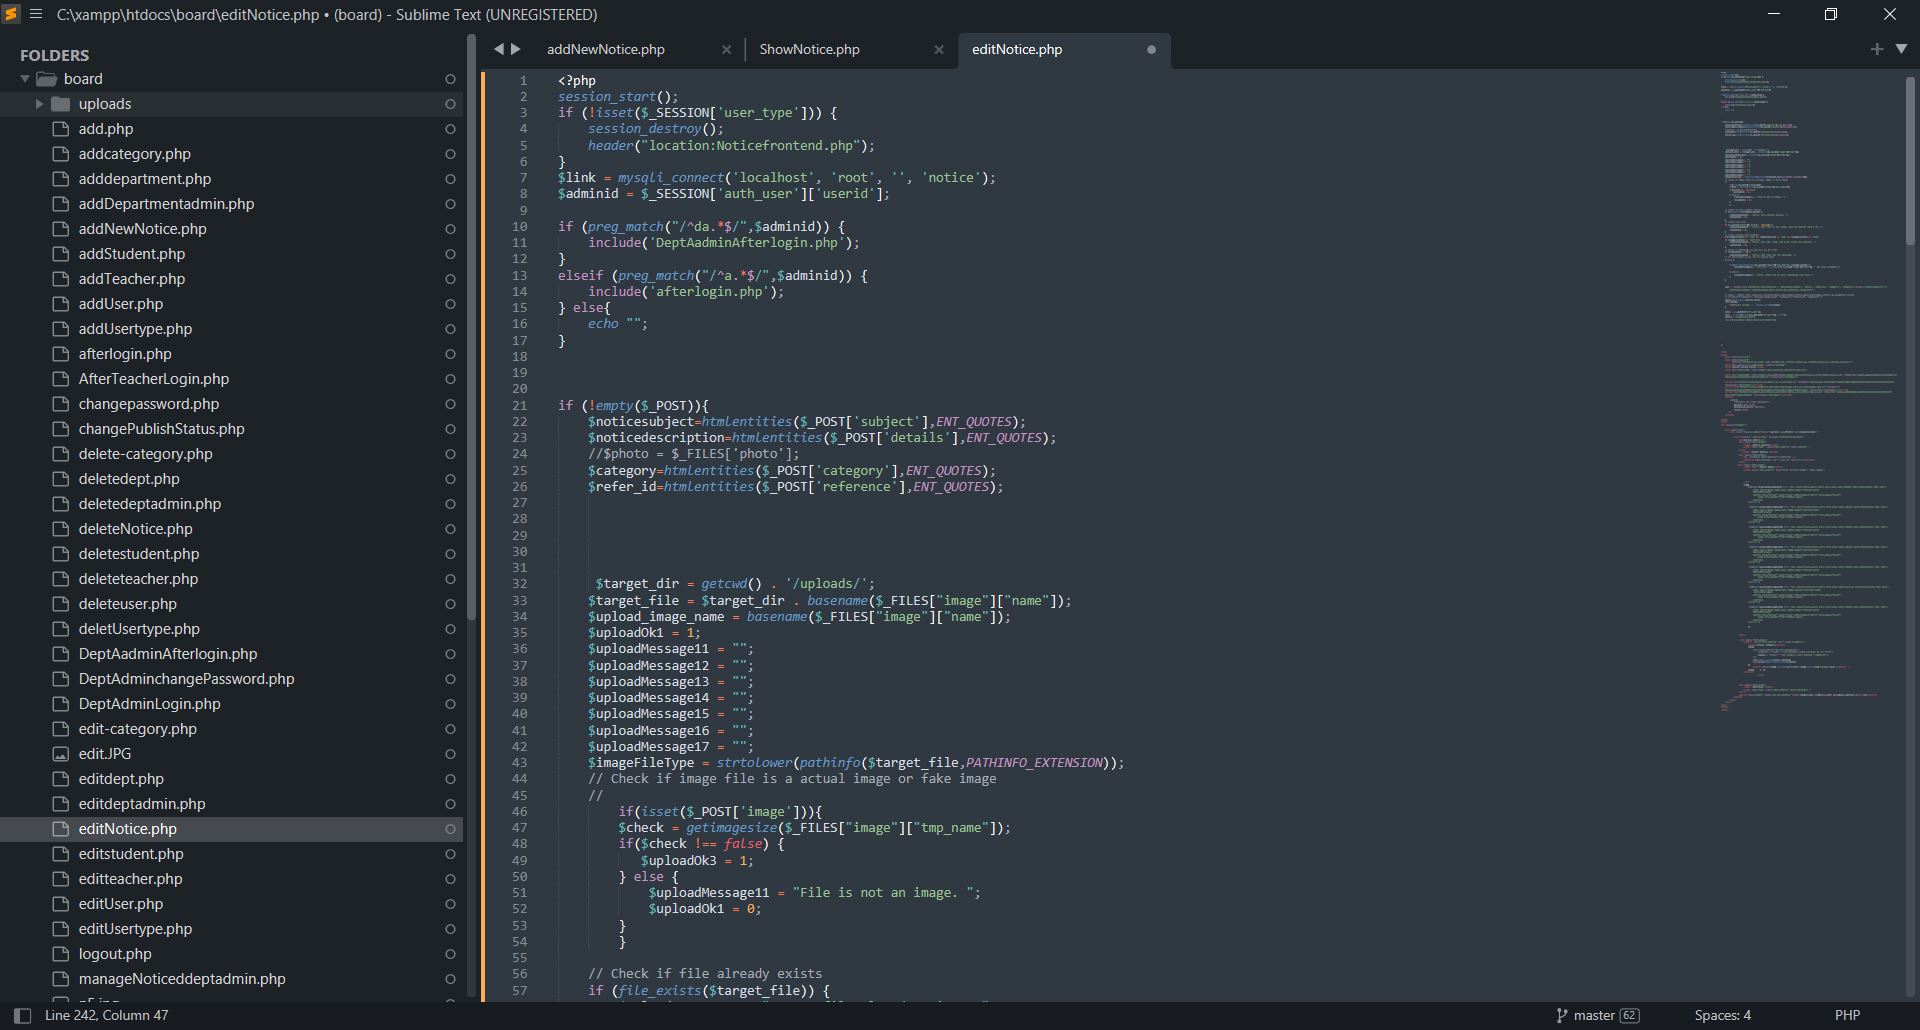 C:\xampp\htdocs\board\editNotice.php • (board) - Sublime Text (UNREGISTERED)
FOLDERS
board
uploads
add.php
addcategory.php
adddepartment.php
addDepartmentadmin.php
addNewNotice.php
addStudent.php
addTeacher.php
addUser.php
addUsertype.php
afterlogin.php
AfterTeacherLogin.php
changepassword.php
changePublishStatus.php
delete-category.php
deletedept.php
deletedeptadmin.php
deleteNotice.php
deletestudent.php
deleteteacher.php
deleteuser.php
deletUsertype.php
DeptAadminAfterlogin.php
DeptAdminchangePassword.php
DeptAdminLogin.php
edit-category.php
edit.JPG
editdept.php
editdeptadmin.php
editNotice.php
editstudent.php
editteacher.php
editUser.php
editUsertype.php
logout.php
manageNoticeddeptadmin.php
addNewNotice.php
ShowNotice.php
editNotice.php
1 <?php
2 session_start();
3 if (!isset($_SESSION['user_type'])) {
4     session_destroy();
5     header("location:Noticefrontend.php");
6 }
7 $link = mysqli_connect('localhost', 'root', '', 'notice');
8 $adminid = $_SESSION['auth_user']['userid'];
9
10 if (preg_match("/^da.*$/",$adminid)) {
11     include('DeptAadminAfterlogin.php');
12 }
13 elseif (preg_match("/^a.*$/",$adminid)) {
14     include('afterlogin.php');
15 } else{
16     echo "";
17 }
18
19
20
21 if (!empty($_POST)){
22     $noticesubject=htmlentities($_POST['subject'],ENT_QUOTES);
23     $noticedescription=htmlentities($_POST['details'],ENT_QUOTES);
24     //$photo = $_FILES['photo'];
25     $category=htmlentities($_POST['category'],ENT_QUOTES);
26     $refer_id=htmlentities($_POST['reference'],ENT_QUOTES);
27
28
29
30
31
32      $target_dir = getcwd() . '/uploads/';
33     $target_file = $target_dir . basename($_FILES["image"]["name"]);
34     $upload_image_name = basename($_FILES["image"]["name"]);
35     $uploadOk1 = 1;
36     $uploadMessage11 = "";
37     $uploadMessage12 = "";
38     $uploadMessage13 = "";
39     $uploadMessage14 = "";
40     $uploadMessage15 = "";
41     $uploadMessage16 = "";
42     $uploadMessage17 = "";
43     $imageFileType = strtolower(pathinfo($target_file,PATHINFO_EXTENSION));
44     // Check if image file is a actual image or fake image
45     //
46         if(isset($_POST['image'])){
47         $check = getimagesize($_FILES["image"]["tmp_name"]);
48         if($check !== false) {
49            $uploadOk3 = 1;
50         } else {
51             $uploadMessage11 = "File is not an image. ";
52             $uploadOk1 = 0;
53         }
54         }
55
56     // Check if file already exists
57     if (file_exists($target_file)) {
Line 242, Column 47
master 62
Spaces: 4
PHP